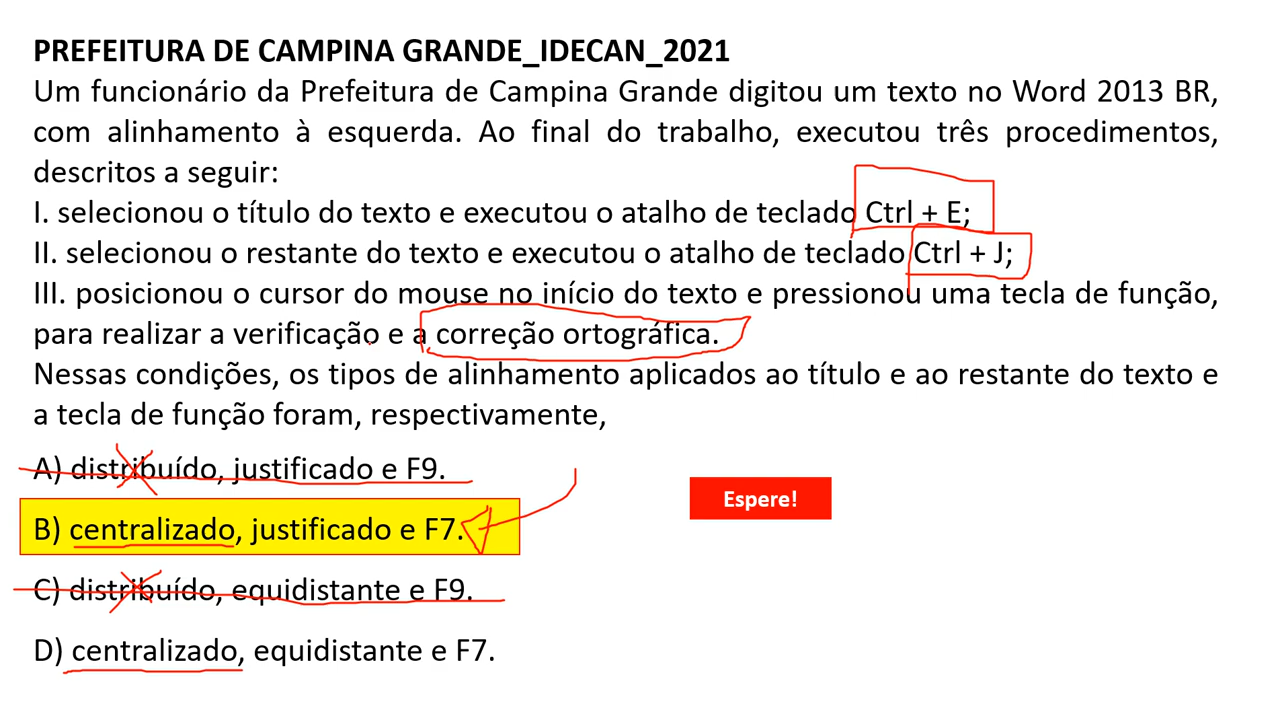 PREFEITURA DE CAMPINA GRANDE_IDECAN_2021
Um funcionário da Prefeitura de Campina Grande digitou um texto no Word 2013 BR,
com alinhamento à esquerda. Ao final do trabalho, executou três procedimentos,
descritos a seguir:
I. selecionou o título do texto e executou o atalho de teclado Ctrl + E;
II. selecionou o restante do texto e executou o atalho de teclado Ctrl + J;
III. posicionou o cursor do mouse no início do texto e pressionou uma tecla de função,
para realizar a verificação e a correção ortográfica.
Nessas condições, os tipos de alinhamento aplicados ao título e ao restante do texto e
a tecla de função foram, respectivamente,
A) distribuído, justificado e F9.
Espere!
B) centralizado, justificado e F7.
C) distribuído, equidistante e F9.
D) centralizado, equidistante e F7.